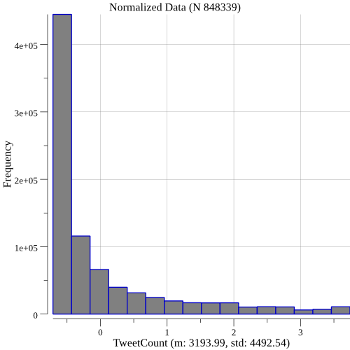 Normalized Data (N 848339)
4e+05
3e+05
2e+05
1e+05
0
Frequency
0 1 2 3
TweetCount (m: 3193.99, std: 4492.54)